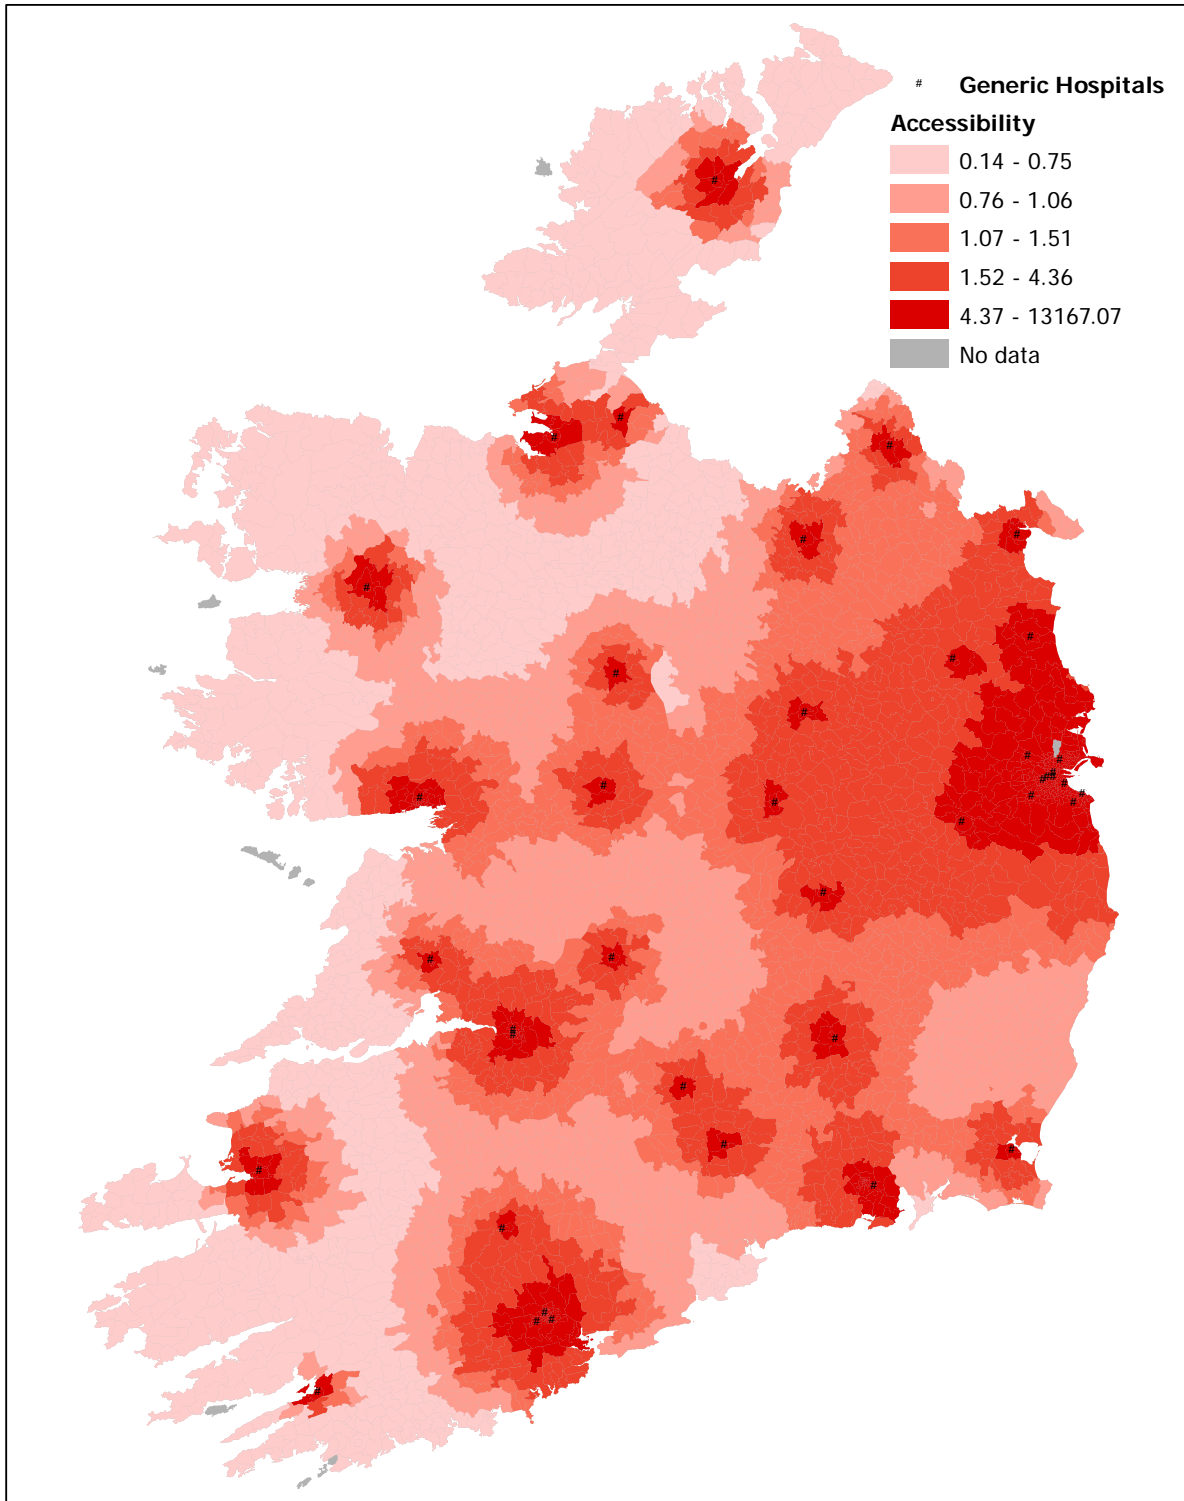 # Generic Hospitals
Accessibility
0.14 - 0.75
0.76 - 1.06
1.07 - 1.51
1.52 - 4.36
4.37 - 13167.07
No data